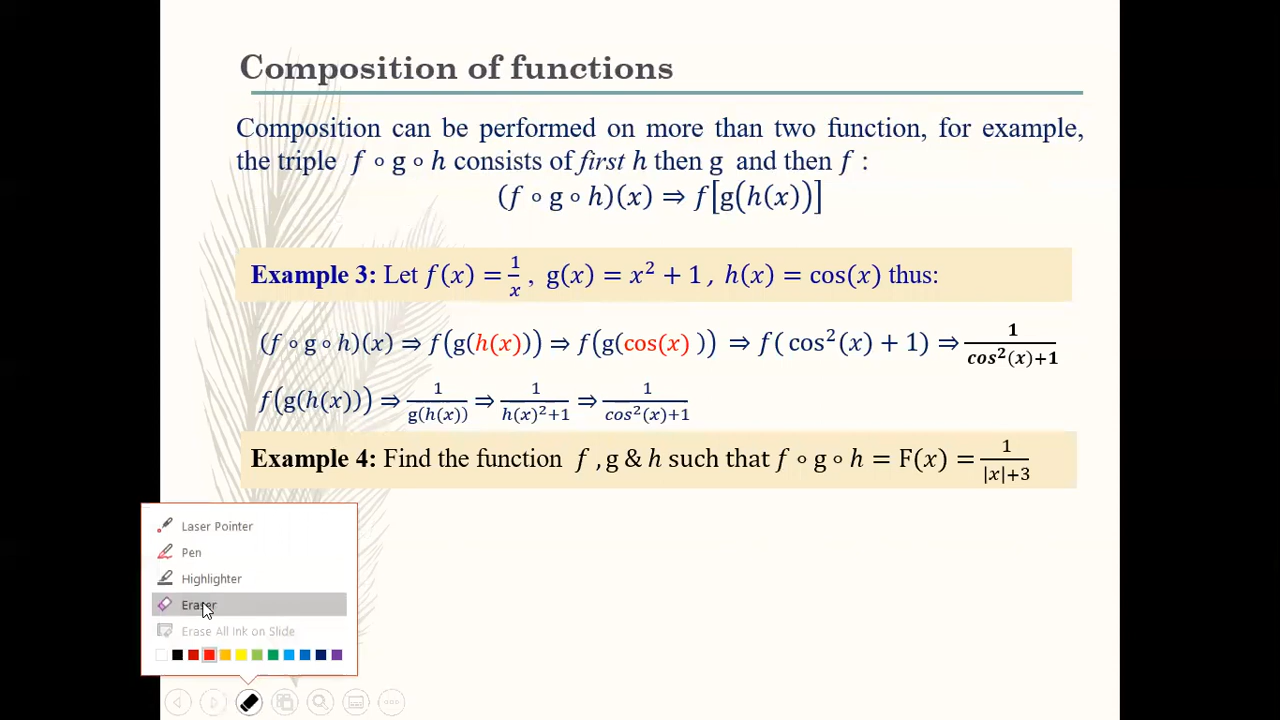 Composition of functions
Composition can be performed on more than two function, for example,
the triple f ∘ g ∘ h consists of first h then g and then f :
(f ∘ g ∘ h)(x) ⇒ f[g(h(x))]
Example 3: Let f(x) = 1/x , g(x) = x² + 1 , h(x) = cos(x) thus:
(f ∘ g ∘ h)(x) ⇒ f(g(h(x))) ⇒ f(g(cos(x) )) ⇒ f( cos²(x) + 1) ⇒ 1/(cos²(x)+1)
f(g(h(x))) ⇒ 1/(g(h(x))) ⇒ 1/(h(x)²+1) ⇒ 1/(cos²(x)+1)
Example 4: Find the function f , g & h such that f ∘ g ∘ h = F(x) = 1/(|x|+3)
Laser Pointer
Pen
Highlighter
Eraser
Erase All Ink on Slide